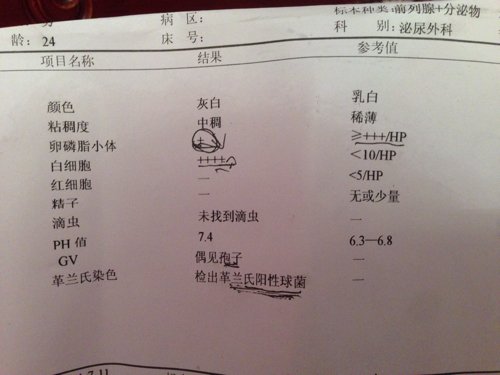 病 区: 标本种类:前列腺+分泌物
龄: 24 床 号: 科 别: 泌尿外科
项目名称 结果 参考值
颜色 灰白 乳白
粘稠度 中稠 稀薄
卵磷脂小体 + ≥+++/HP
白细胞 ++++ <10/HP
红细胞 — <5/HP
精子 — 无或少量
滴虫 未找到滴虫 —
PH 值 7.4 6.3—6.8
GV 偶见孢子 —
革兰氏染色 检出革兰氏阳性球菌 —